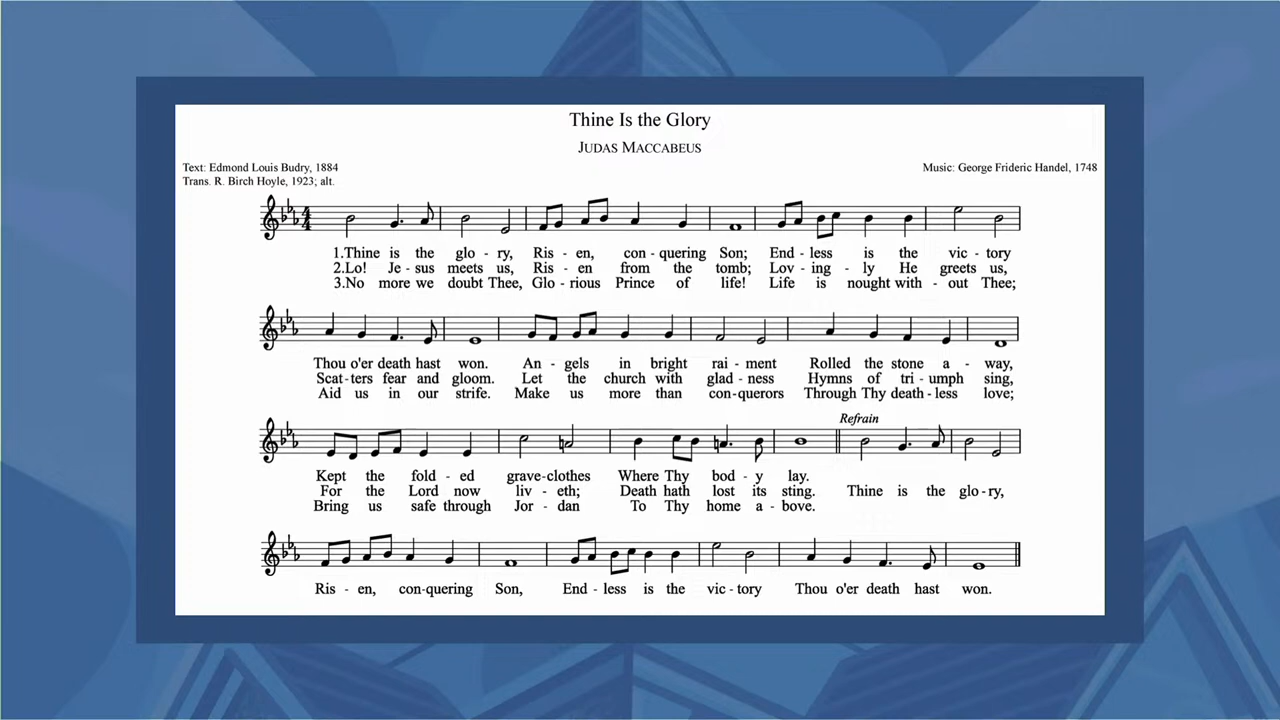 Thine Is the Glory
JUDAS MACCABEUS
Text: Edmond Louis Budry, 1884
Trans. R. Birch Hoyle, 1923; alt.
Music: George Frideric Handel, 1748
1.Thine is the glo - ry, Ris - en, con - quering Son; End - less is the vic - tory
2.Lo! Je - sus meets us, Ris - en from the tomb; Lov - ing - ly He greets us,
3.No more we doubt Thee, Glo - rious Prince of life! Life is nought with - out Thee;
Thou o'er death hast won. An - gels in bright rai - ment Rolled the stone a - way,
Scat - ters fear and gloom. Let the church with glad - ness Hymns of tri - umph sing,
Aid us in our strife. Make us more than con-querors Through Thy death - less love;
Refrain
Kept the fold - ed grave-clothes Where Thy bod - y lay.
For the Lord now liv - eth; Death hath lost its sting. Thine is the glo - ry,
Bring us safe through Jor - dan To Thy home a - bove.
Ris - en, con-quering Son, End - less is the vic - tory Thou o'er death hast won.